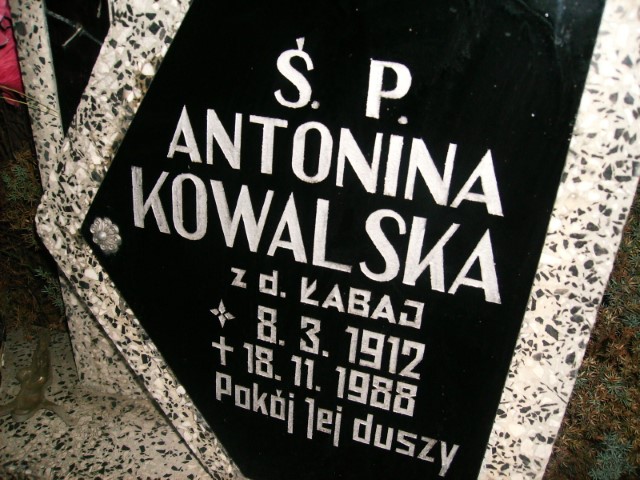 Ś. P.
ANTONINA
KOWALSKA
z d. ŁABAJ
8. 3. 1912
† 18. 11. 1988
Pokój Jej duszy